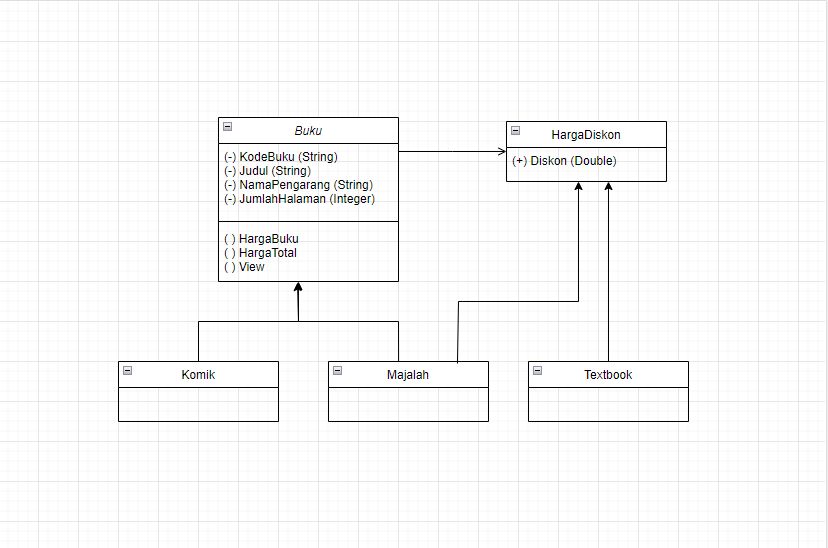 Buku
(-) KodeBuku (String)
(-) Judul (String)
(-) NamaPengarang (String)
(-) JumlahHalaman (Integer)
( ) HargaBuku
( ) HargaTotal
( ) View
HargaDiskon
(+) Diskon (Double)
Komik
Majalah
Textbook